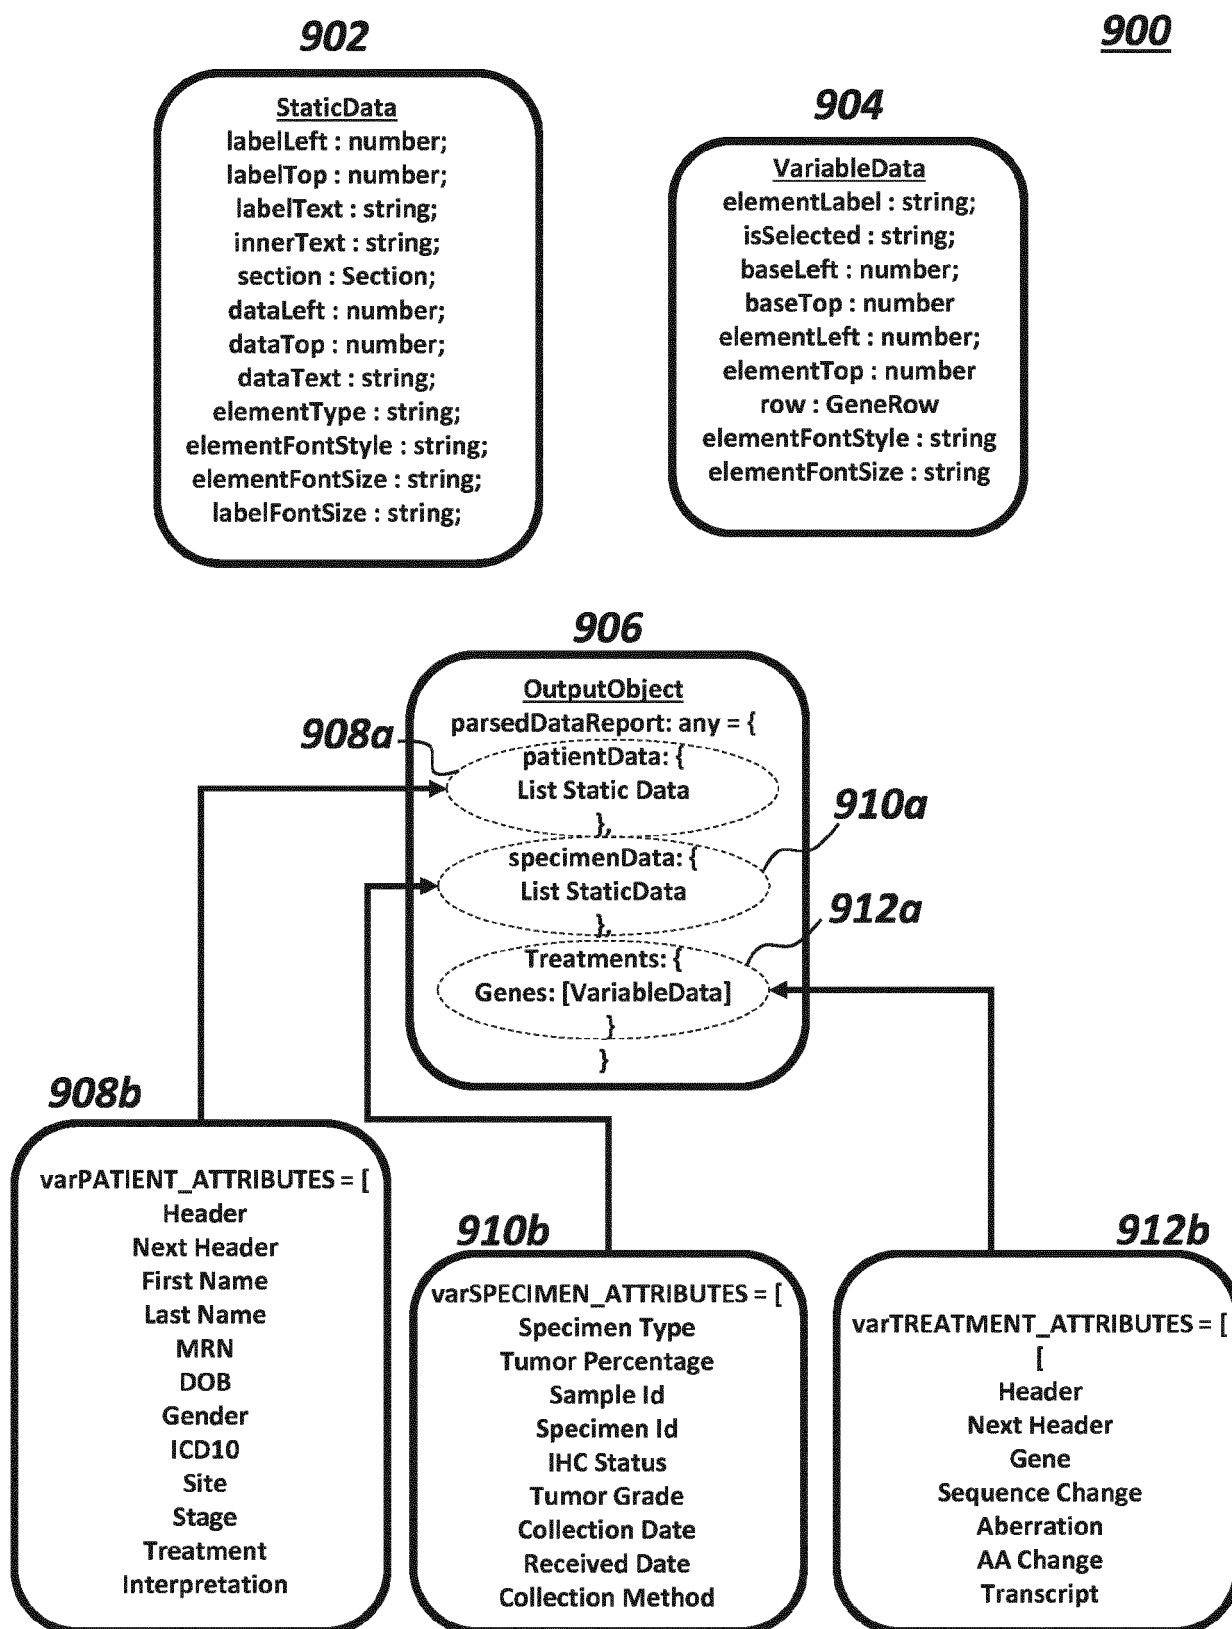 900
902
StaticData
labelLeft : number;
labelTop : number;
labelText : string;
innerText : string;
section : Section;
dataLeft : number;
dataTop : number;
dataText : string;
elementType : string;
elementFontStyle : string;
elementFontSize : string;
labelFontSize : string;
904
VariableData
elementLabel : string;
isSelected : string;
baseLeft : number;
baseTop : number
elementLeft : number;
elementTop : number
row : GeneRow
elementFontStyle : string
elementFontSize : string
906
OutputObject
parsedDataReport: any = {
908a
patientData: {
List Static Data
},
910a
specimenData: {
List StaticData
},
912a
Treatments: {
Genes: [VariableData]
}
}
908b
varPATIENT_ATTRIBUTES = [
Header
Next Header
First Name
Last Name
MRN
DOB
Gender
ICD10
Site
Stage
Treatment
Interpretation
910b
varSPECIMEN_ATTRIBUTES = [
Specimen Type
Tumor Percentage
Sample Id
Specimen Id
IHC Status
Tumor Grade
Collection Date
Received Date
Collection Method
912b
varTREATMENT_ATTRIBUTES = [
[
Header
Next Header
Gene
Sequence Change
Aberration
AA Change
Transcript